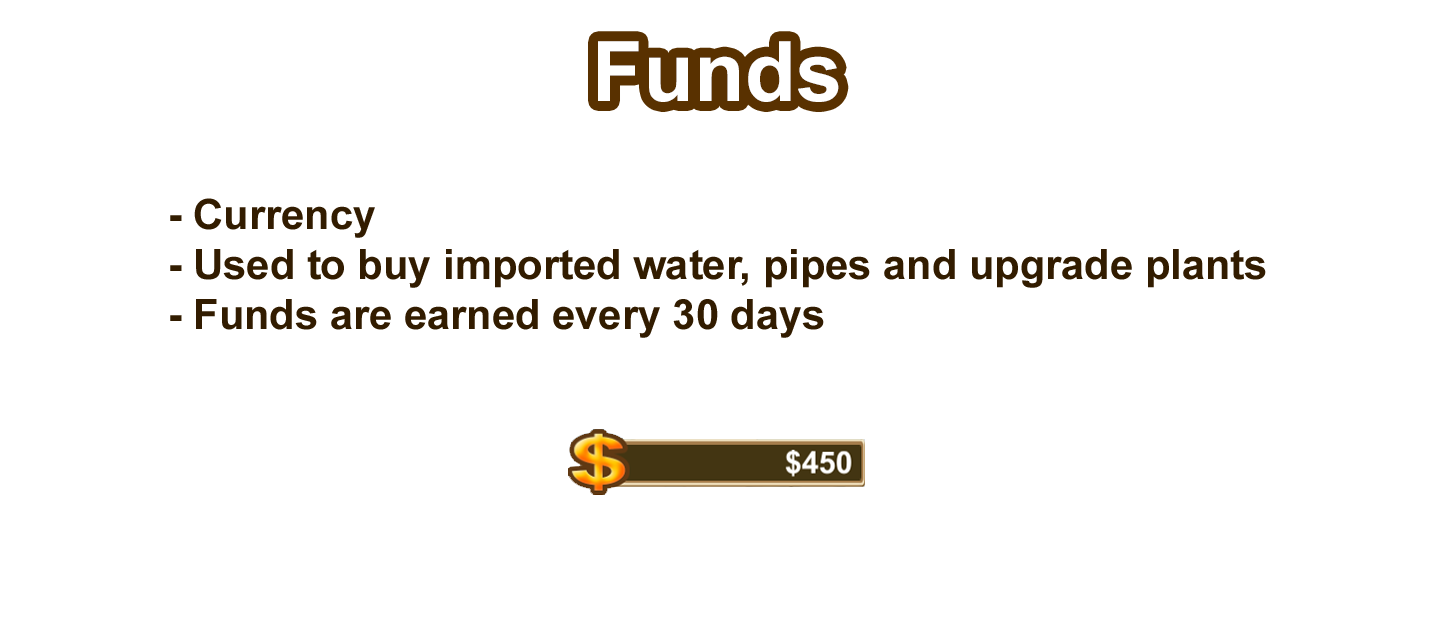 Funds
- Currency
- Used to buy imported water, pipes and upgrade plants
- Funds are earned every 30 days
$
$450